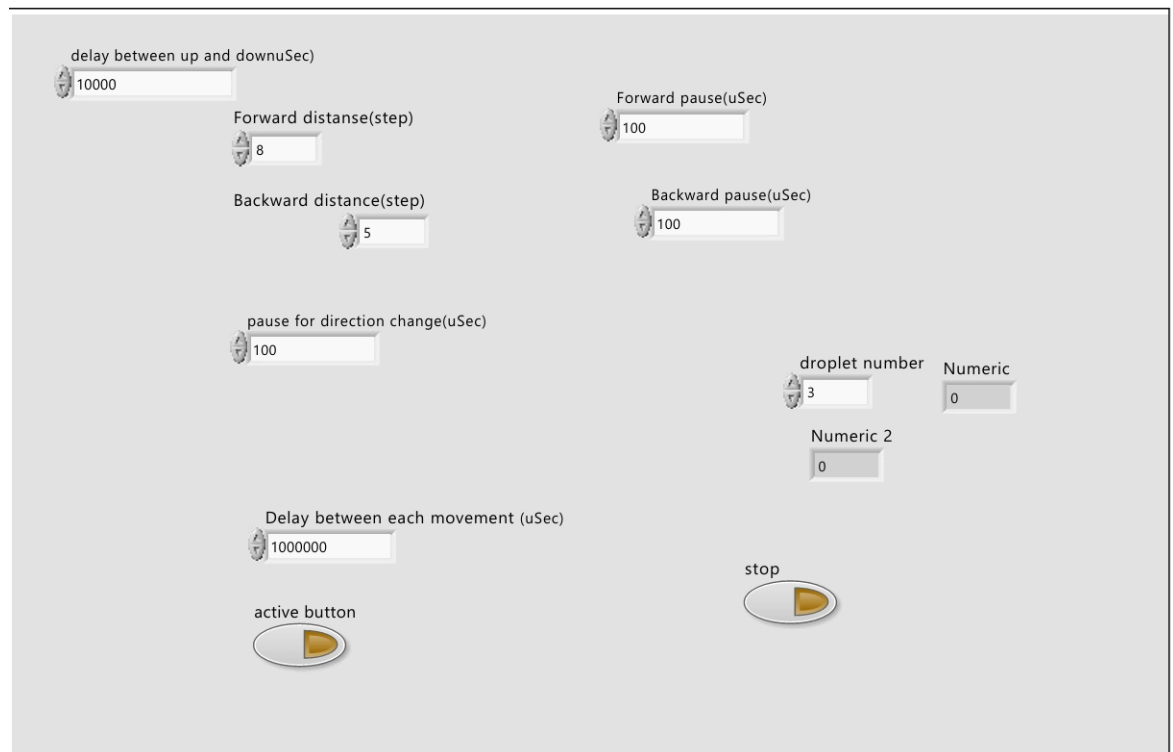 delay between up and downuSec)
10000
Forward distanse(step)
8
Forward pause(uSec)
100
Backward distance(step)
5
Backward pause(uSec)
100
pause for direction change(uSec)
100
droplet number
3
Numeric
0
Numeric 2
0
Delay between each movement (uSec)
1000000
stop
active button